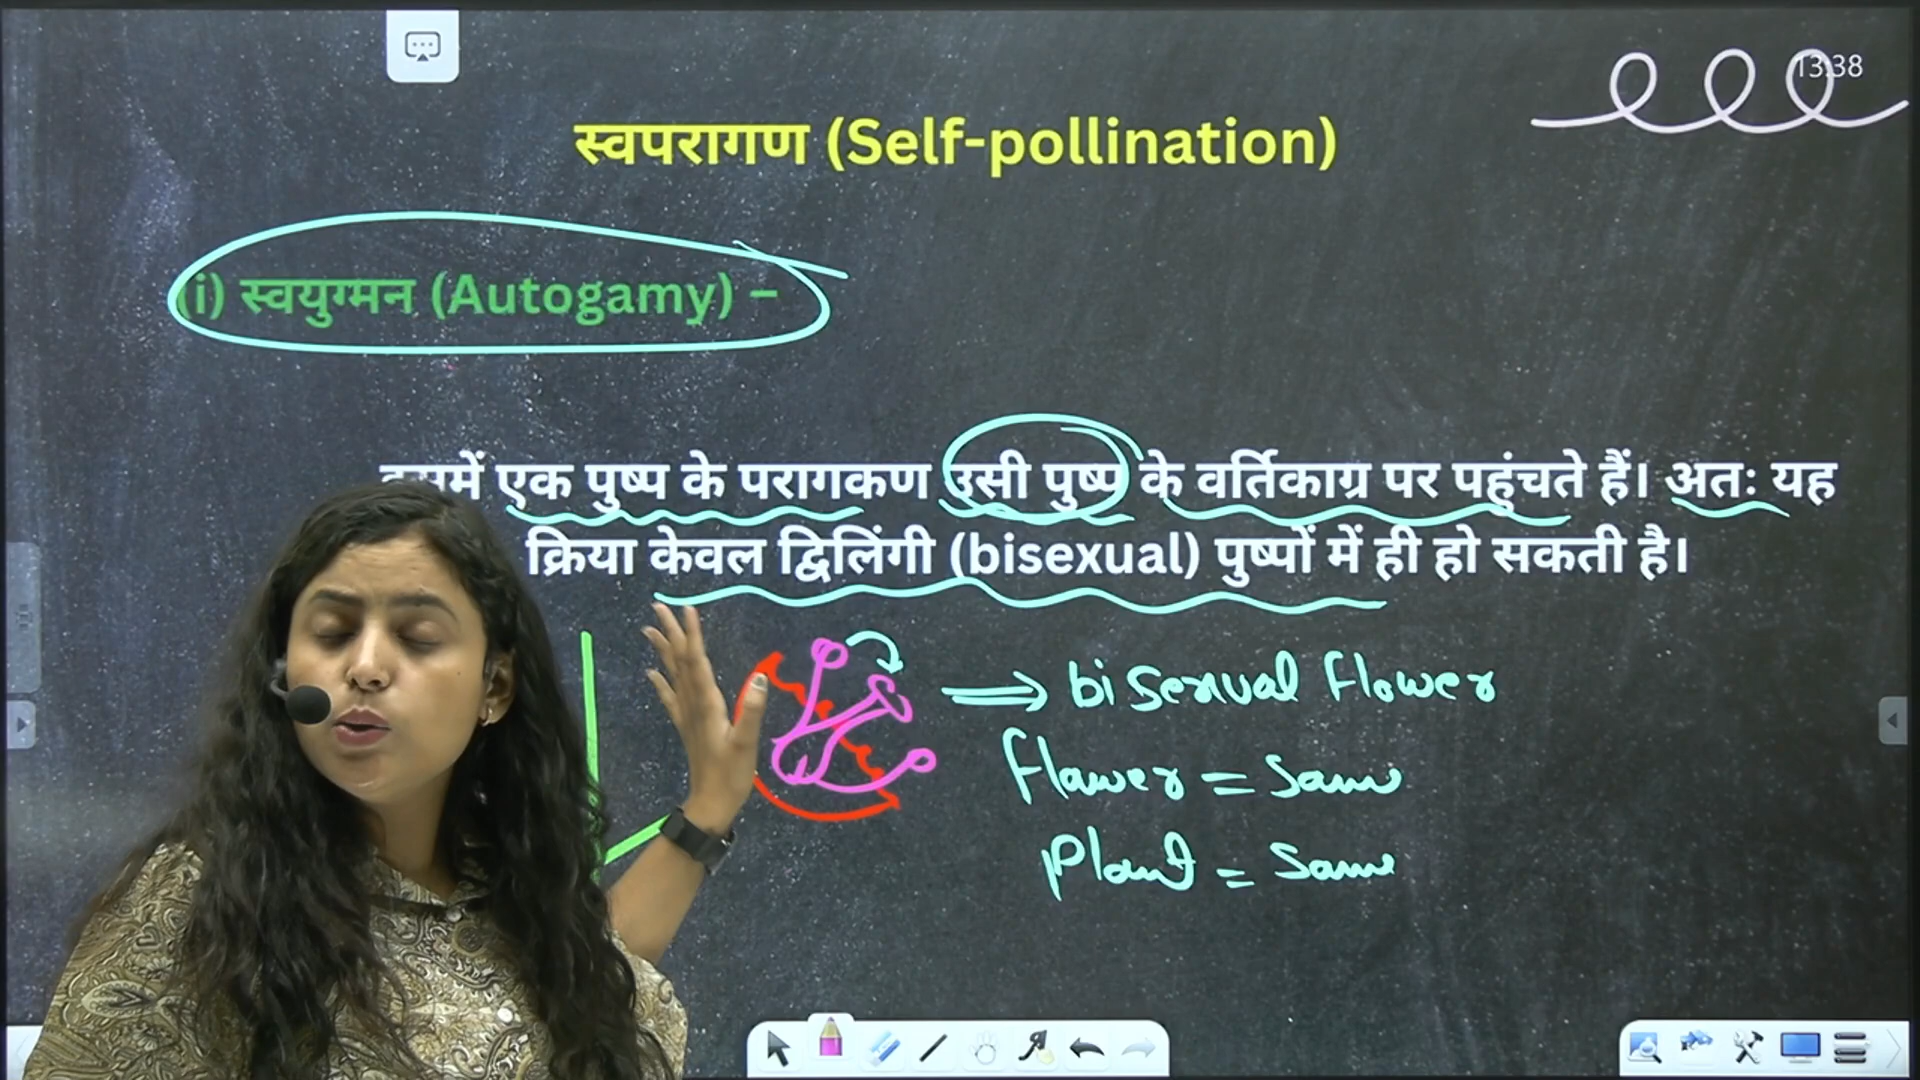 13:38
स्वपरागण (Self-pollination)
(i) स्वयुग्मन (Autogamy) –
एक पुष्प के परागकण उसी पुष्प के वर्तिकाग्र पर पहुंचते हैं। अतः यह
क्रिया केवल द्विलिंगी (bisexual) पुष्पों में ही हो सकती है।
⇒ bisexual flower
flower = same
Plant = same